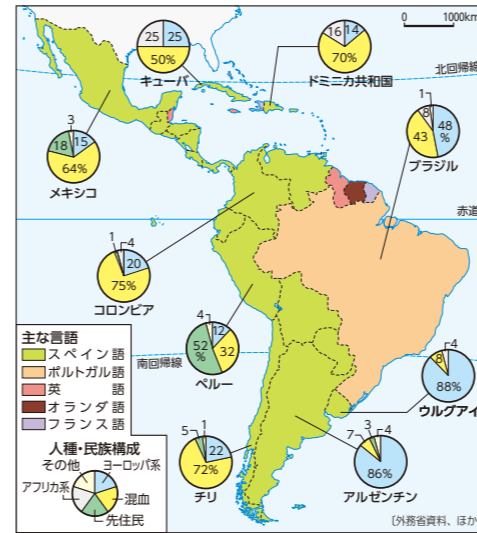 0 1000km
25 25
50%
キューバ
16 14
70%
ドミニカ共和国
北回帰線
3
18 15
64%
メキシコ
1
8 48
%
43
ブラジル
赤道
1 4
20
75%
コロンビア
4 12
52
%
32
ペルー
南回帰線
主な言語
スペイン語
ポルトガル語
英語
オランダ語
フランス語
4
8
88%
ウルグアイ
人種・民族構成
その他
ヨーロッパ系
アフリカ系
混血
先住民
5 1
22
72%
チリ
3 4
7
86%
アルゼンチン
〔外務省資料、ほか